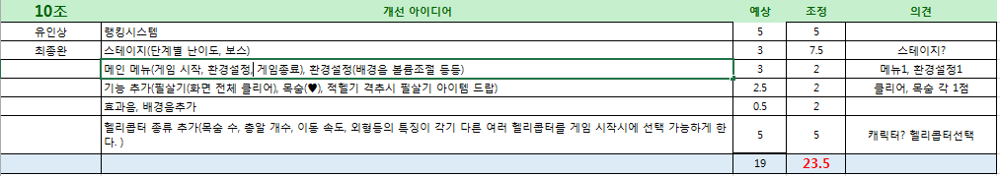 10조 개선 아이디어 예상 조정 의견
유인상 랭킹시스템 5 5
최종완 스테이지(단계별 난이도, 보스) 3 7.5 스테이지?
메인 메뉴(게임 시작, 환경설정, 게임종료), 환경설정(배경음 볼륨조절 등등) 3 2 메뉴1, 환경설정1
기능 추가(필살기(화면 전체 클리어), 목숨(♥), 적헬기 격추시 필살기 아이템 드랍) 2.5 2 클리어, 목숨 각 1점
효과음, 배경음추가 0.5 2
헬리콥터 종류 추가(목숨 수, 총알 개수, 이동 속도, 외형등의 특징이 각기 다른 여러 헬리콥터를 게임 시작시에 선택 가능하게 한
다. ) 5 5 캐릭터? 헬리콥터선택
19 23.5